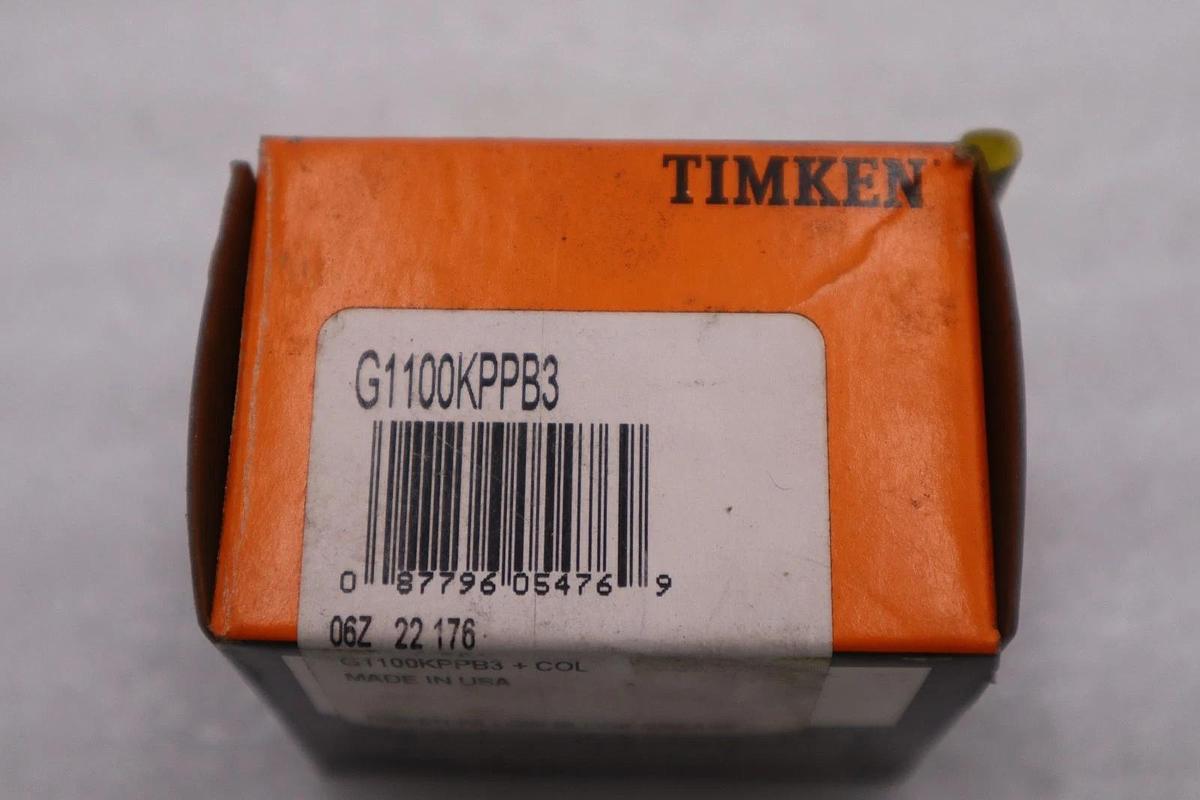 TIMKEN
G1100KPPB3
0 87796 05476 9
06Z 22 176
G1100KPPB3 + COL
MADE IN USA